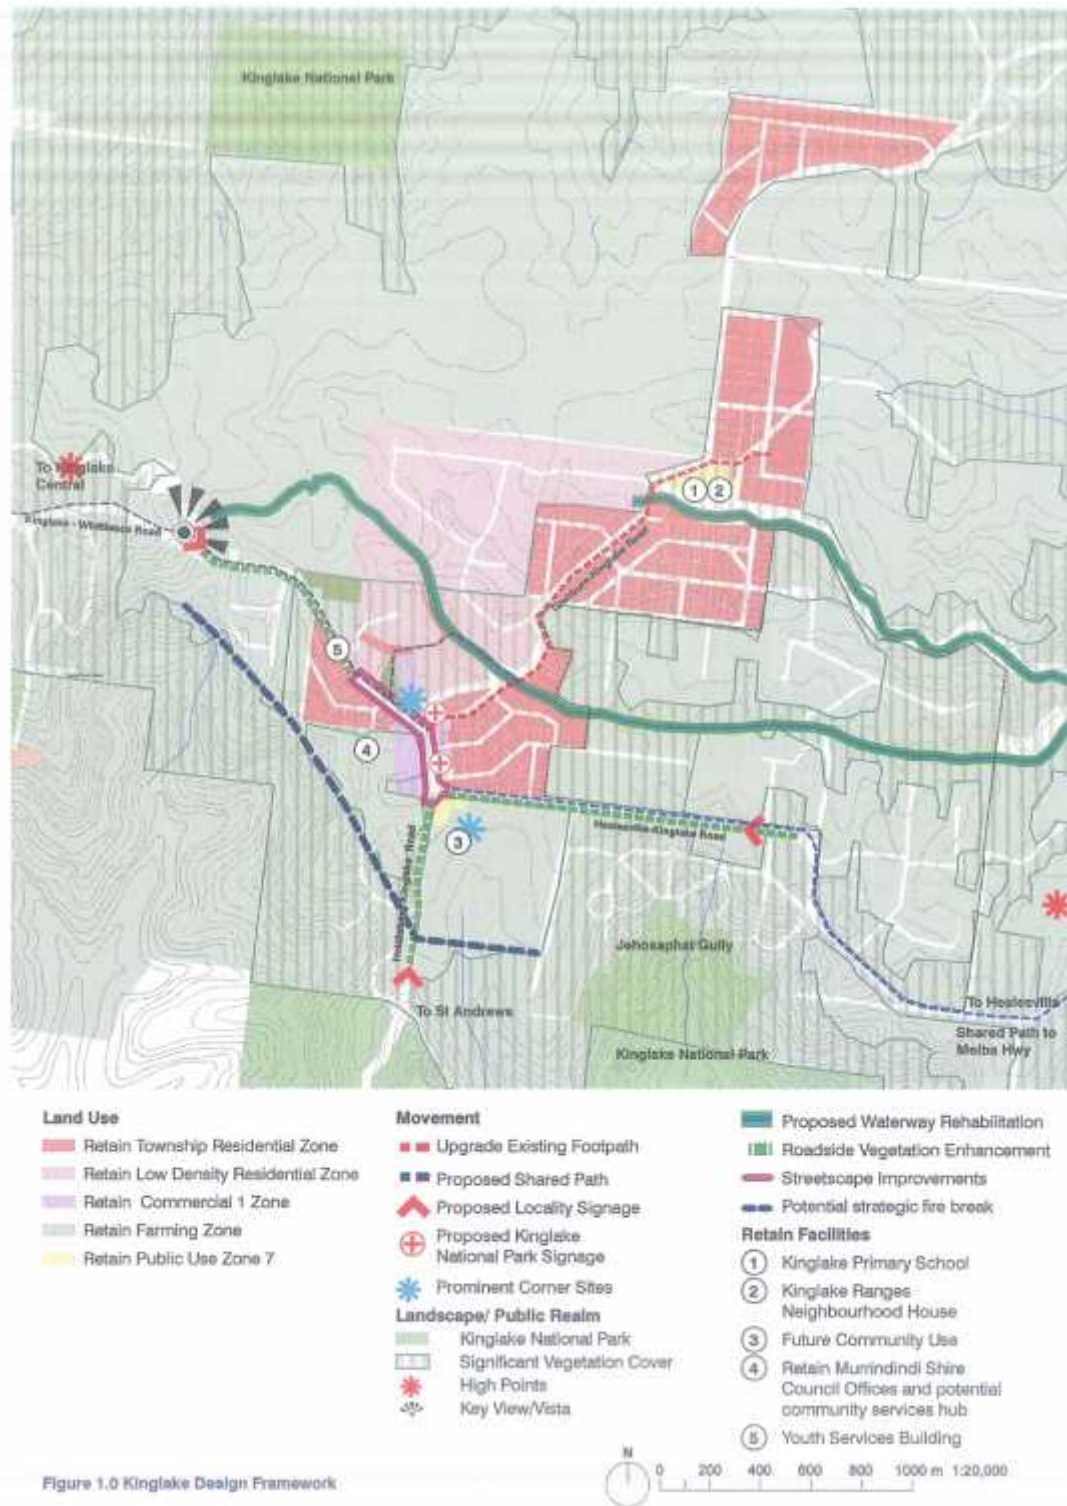 Kinglake National Park
To Kinglake
Central
Kinglake - Whittlesea Road
1
2
5
4
3
Healesville-Kinglake Road
Jehosaphat Gully
To St Andrews
Kinglake National Park
To Healesville
Shared Path to
Melba Hwy
Land Use
Retain Township Residential Zone
Retain Low Density Residential Zone
Retain Commercial 1 Zone
Retain Farming Zone
Retain Public Use Zone 7
Movement
Upgrade Existing Footpath
Proposed Shared Path
Proposed Locality Signage
Proposed Kinglake
National Park Signage
Prominent Corner Sites
Landscape/ Public Realm
Kinglake National Park
Significant Vegetation Cover
High Points
Key View/Vista
Proposed Waterway Rehabilitation
Roadside Vegetation Enhancement
Streetscape Improvements
Potential strategic fire break
Retain Facilities
1 Kinglake Primary School
2 Kinglake Ranges
Neighbourhood House
3 Future Community Use
4 Retain Murrindindi Shire
Council Offices and potential
community services hub
5 Youth Services Building
Figure 1.0 Kinglake Design Framework
N
0 200 400 600 800 1000 m 1:20,000